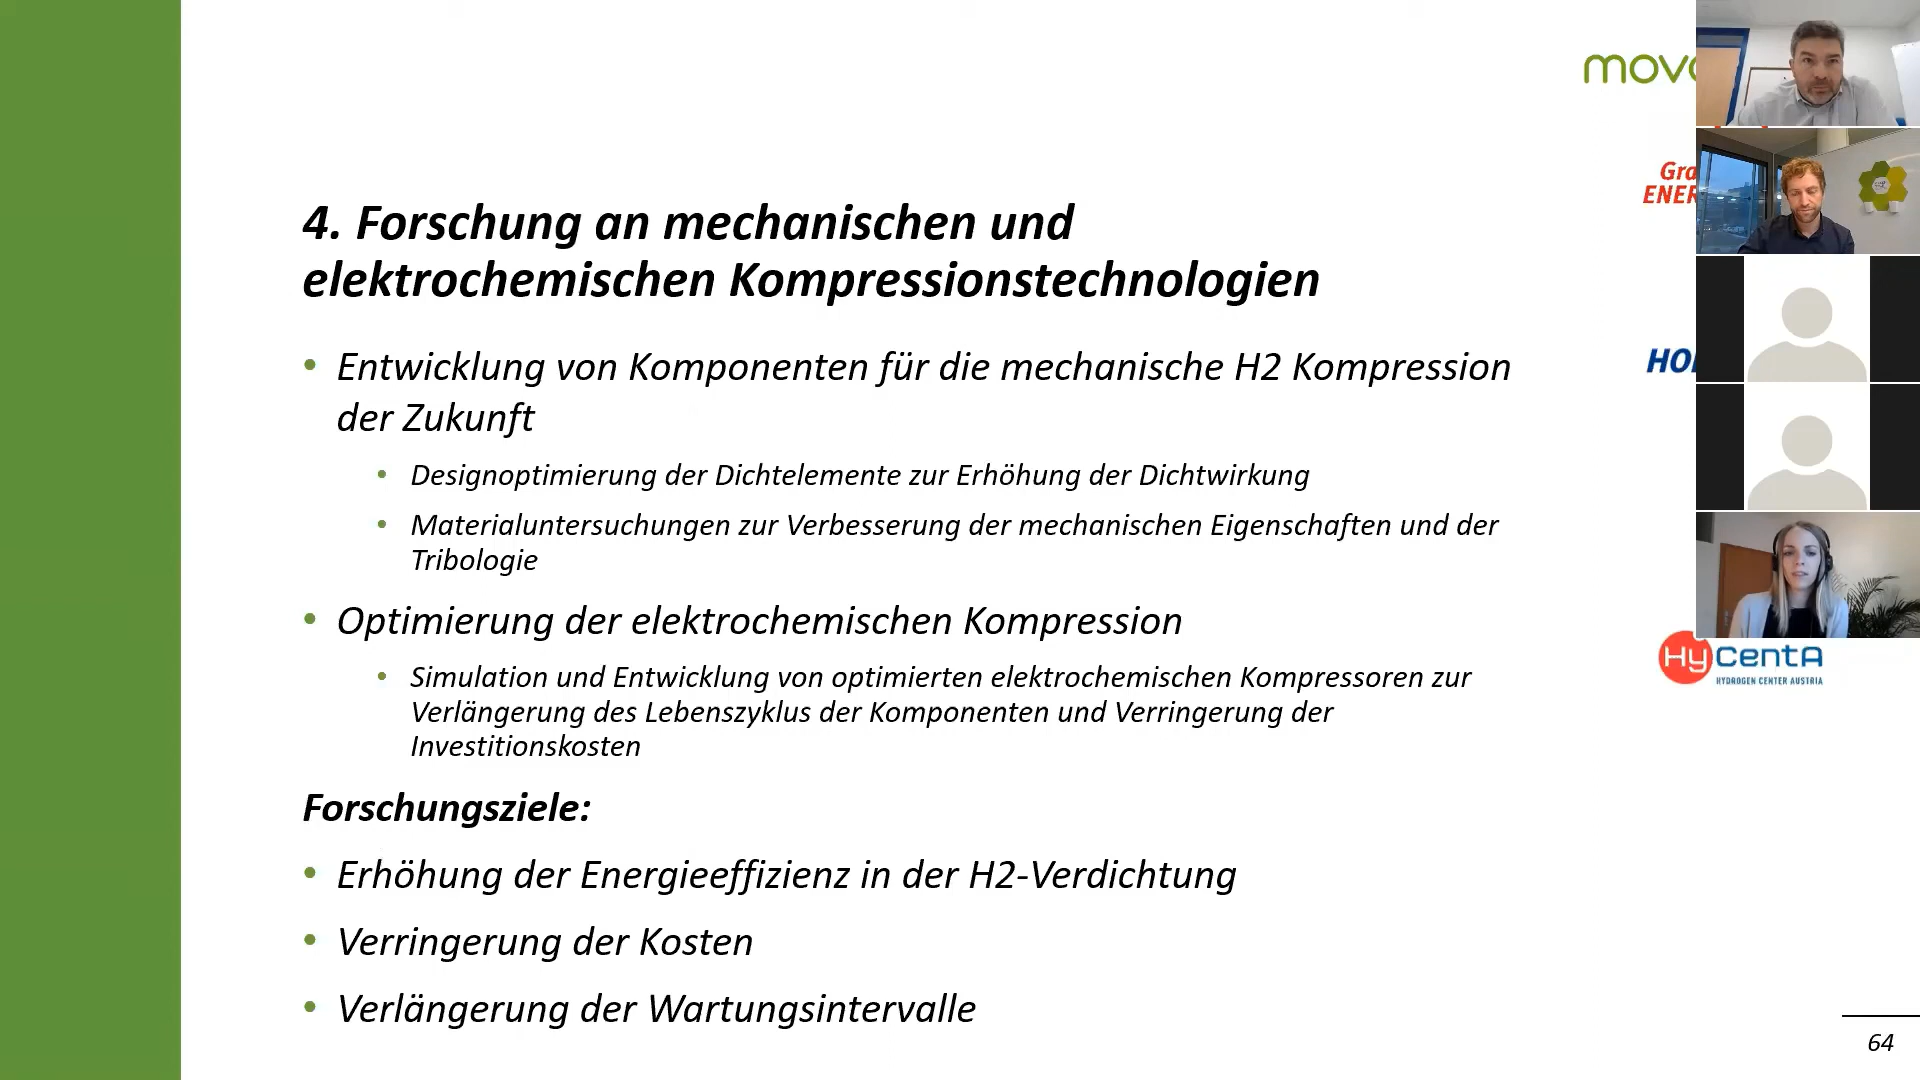 4. Forschung an mechanischen und
elektrochemischen Kompressionstechnologien
• Entwicklung von Komponenten für die mechanische H2 Kompression
der Zukunft
• Designoptimierung der Dichtelemente zur Erhöhung der Dichtwirkung
• Materialuntersuchungen zur Verbesserung der mechanischen Eigenschaften und der
Tribologie
• Optimierung der elektrochemischen Kompression
• Simulation und Entwicklung von optimierten elektrochemischen Kompressoren zur
Verlängerung des Lebenszyklus der Komponenten und Verringerung der
Investitionskosten
Forschungsziele:
• Erhöhung der Energieeffizienz in der H2-Verdichtung
• Verringerung der Kosten
• Verlängerung der Wartungsintervalle
HyCentA
HYDROGEN CENTER AUSTRIA
64